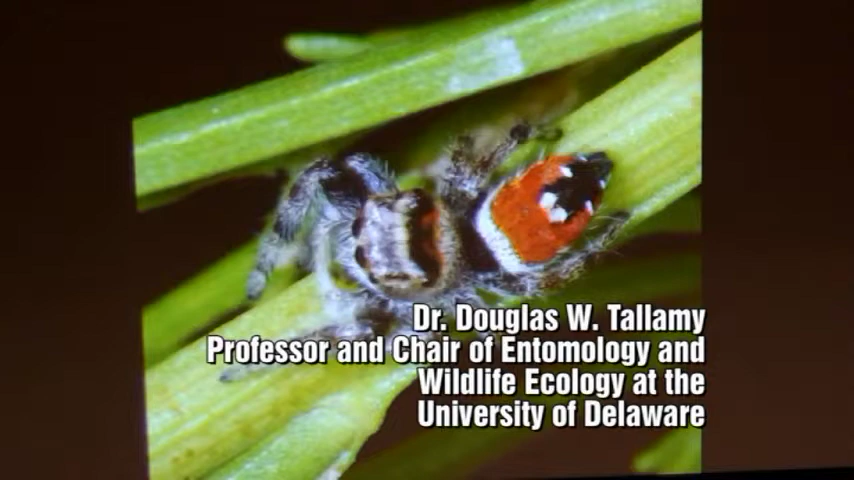 Dr. Douglas W. Tallamy
Professor and Chair of Entomology and
Wildlife Ecology at the
University of Delaware